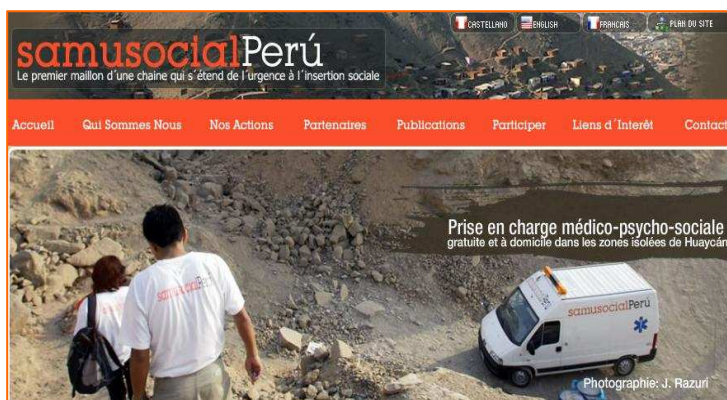 CASTELLANO
ENGLISH
FRANCAIS
PLAN DU SITE
samusocialPerú
Le premier maillon d´une chaine qui s´étend de l´urgence à l´insertion sociale
Accueil
Qui Sommes Nous
Nos Actions
Partenaires
Publications
Participer
Liens d´Interêt
Contact
Prise en charge médico-psycho-sociale
gratuite et à domicile dans les zones isolées de Huaycán
samusocialPerú
samusocialPerú
samusocialPerú
Photographie: J. Razuri